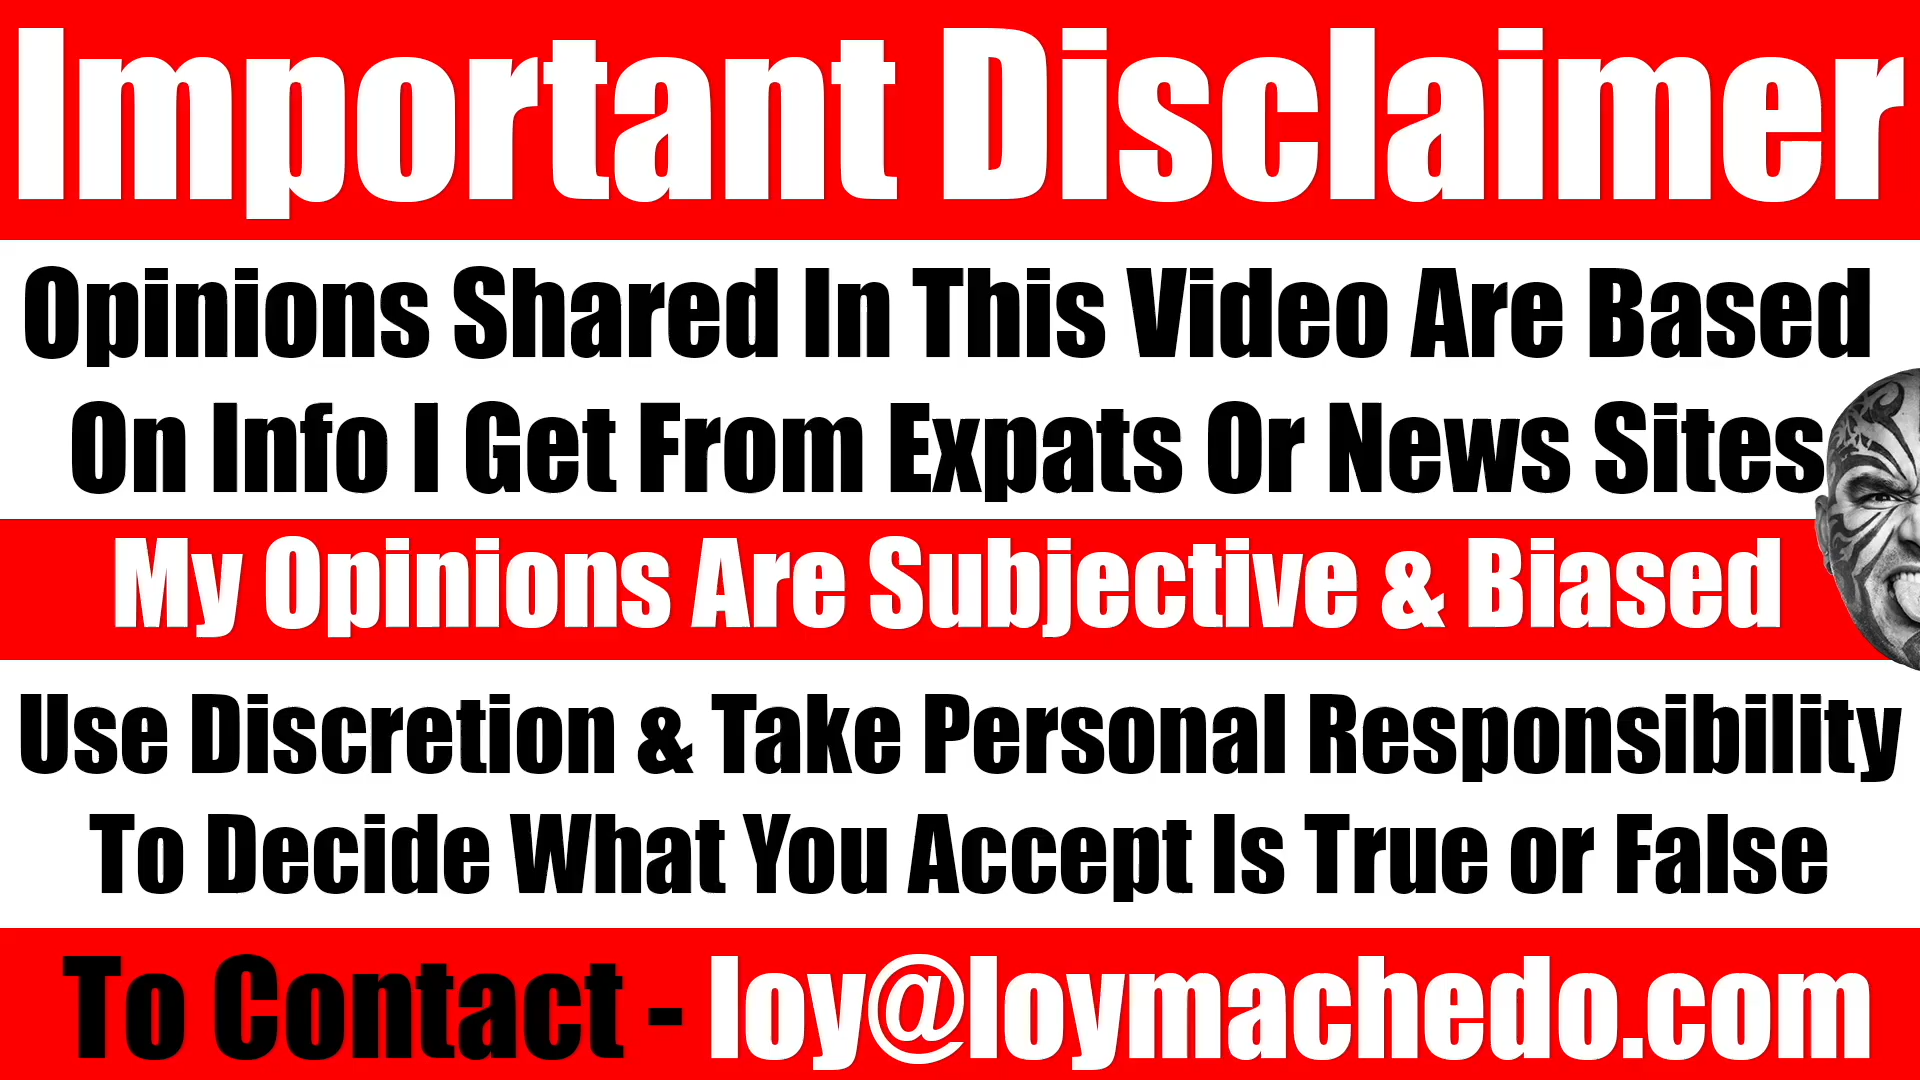 Important Disclaimer
Opinions Shared In This Video Are Based
On Info I Get From Expats Or News Sites
My Opinions Are Subjective & Biased
Use Discretion & Take Personal Responsibility
To Decide What You Accept Is True or False
To Contact - loy@loymachedo.com